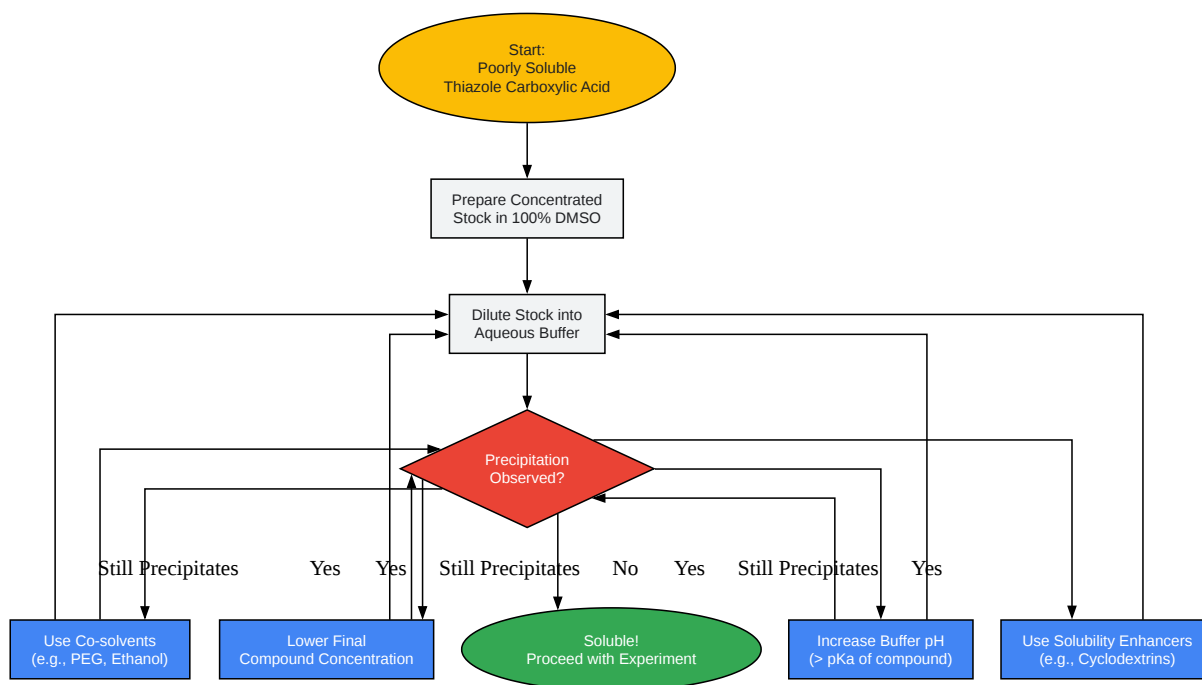 Start:
Poorly Soluble
Thiazole Carboxylic Acid
Prepare Concentrated
Stock in 100% DMSO
Dilute Stock into
Aqueous Buffer
Precipitation
Observed?
Still Precipitates
Yes
Yes
Still Precipitates
No
Yes
Still Precipitates
Yes
Use Co-solvents
(e.g., PEG, Ethanol)
Lower Final
Compound Concentration
Soluble!
Proceed with Experiment
Increase Buffer pH
(> pKa of compound)
Use Solubility Enhancers
(e.g., Cyclodextrins)